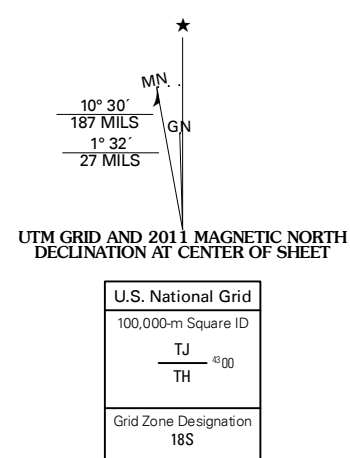 ★
MN
GN
10° 30´
187 MILS
1° 32´
27 MILS
UTM GRID AND 2011 MAGNETIC NORTH
DECLINATION AT CENTER OF SHEET
U.S. National Grid
100,000-m Square ID
TJ
⁴³00
TH
Grid Zone Designation
18S